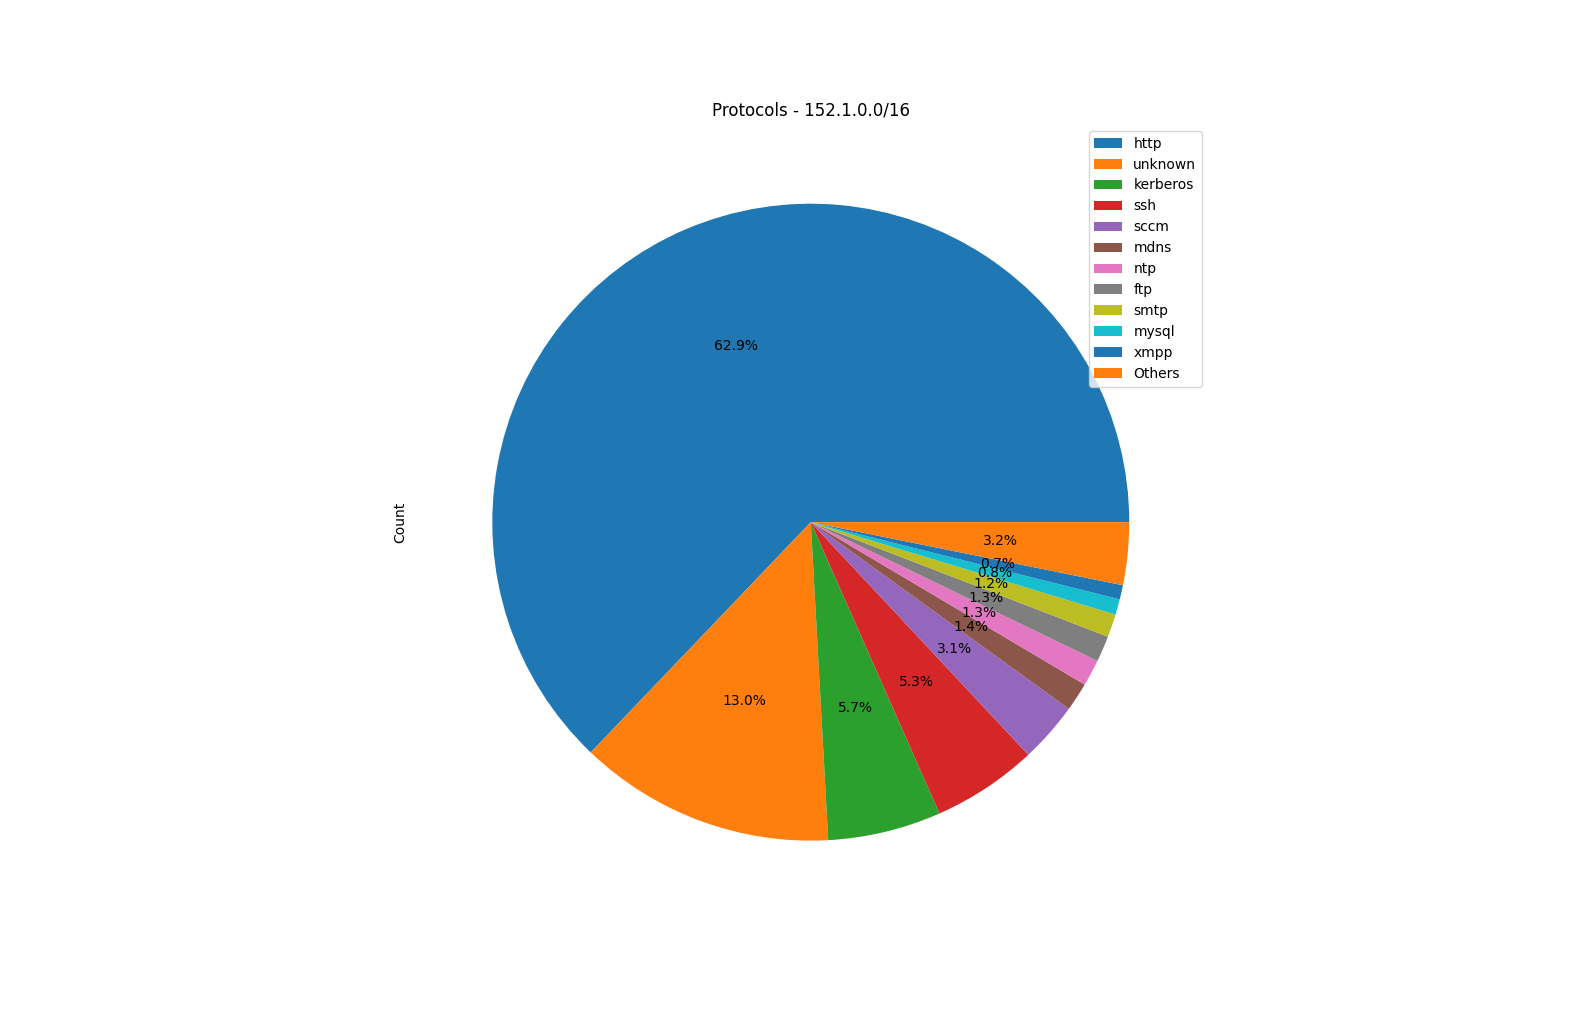 Protocols - 152.1.0.0/16
http
unknown
kerberos
ssh
sccm
mdns
ntp
ftp
smtp
mysql
xmpp
Others
62.9%
13.0%
5.7%
5.3%
3.1%
1.4%
1.3%
1.3%
1.2%
0.8%
0.7%
3.2%
Count